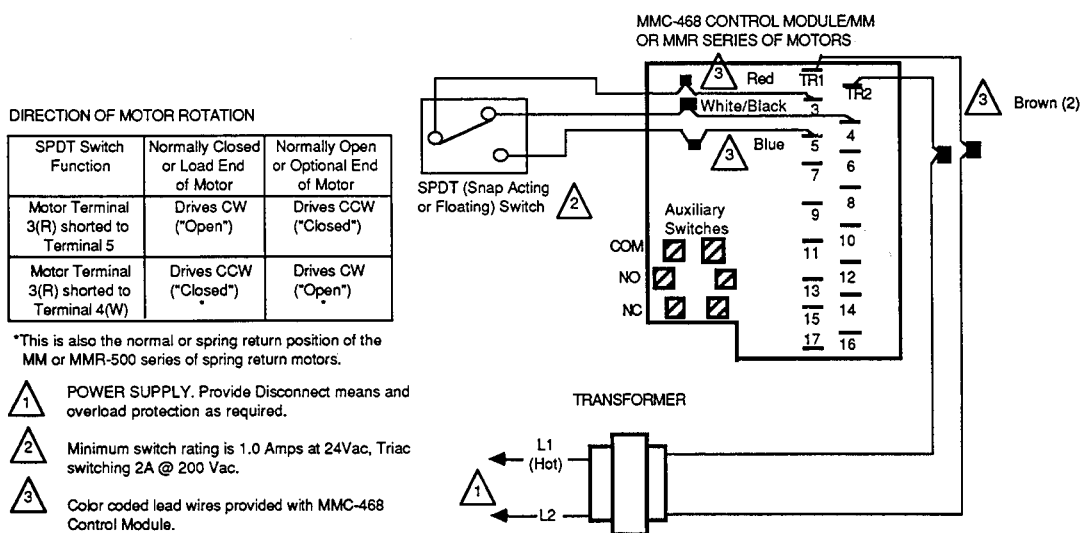 MMC-468 CONTROL MODULE/MM
OR MMR SERIES OF MOTORS
3
Red
TR1
TR2
3
Brown (2)
White/Black
3
4
3
Blue
5
6
7
8
9
10
11
12
13
14
15
16
17
SPDT (Snap Acting
or Floating) Switch
2
Auxiliary
Switches
COM
NO
NC
DIRECTION OF MOTOR ROTATION
SPDT Switch
Function
Normally Closed
or Load End
of Motor
Normally Open
or Optional End
of Motor
Motor Terminal
3(R) shorted to
Terminal 5
Drives CW
("Open")
Drives CCW
("Closed")
Motor Terminal
3(R) shorted to
Terminal 4(W)
Drives CCW
("Closed")
*
Drives CW
("Open")
*
*This is also the normal or spring return position of the
MM or MMR-500 series of spring return motors.
1
POWER SUPPLY. Provide Disconnect means and
overload protection as required.
2
Minimum switch rating is 1.0 Amps at 24Vac, Triac
switching 2A @ 200 Vac.
3
Color coded lead wires provided with MMC-468
Control Module.
TRANSFORMER
L1
(Hot)
1
L2